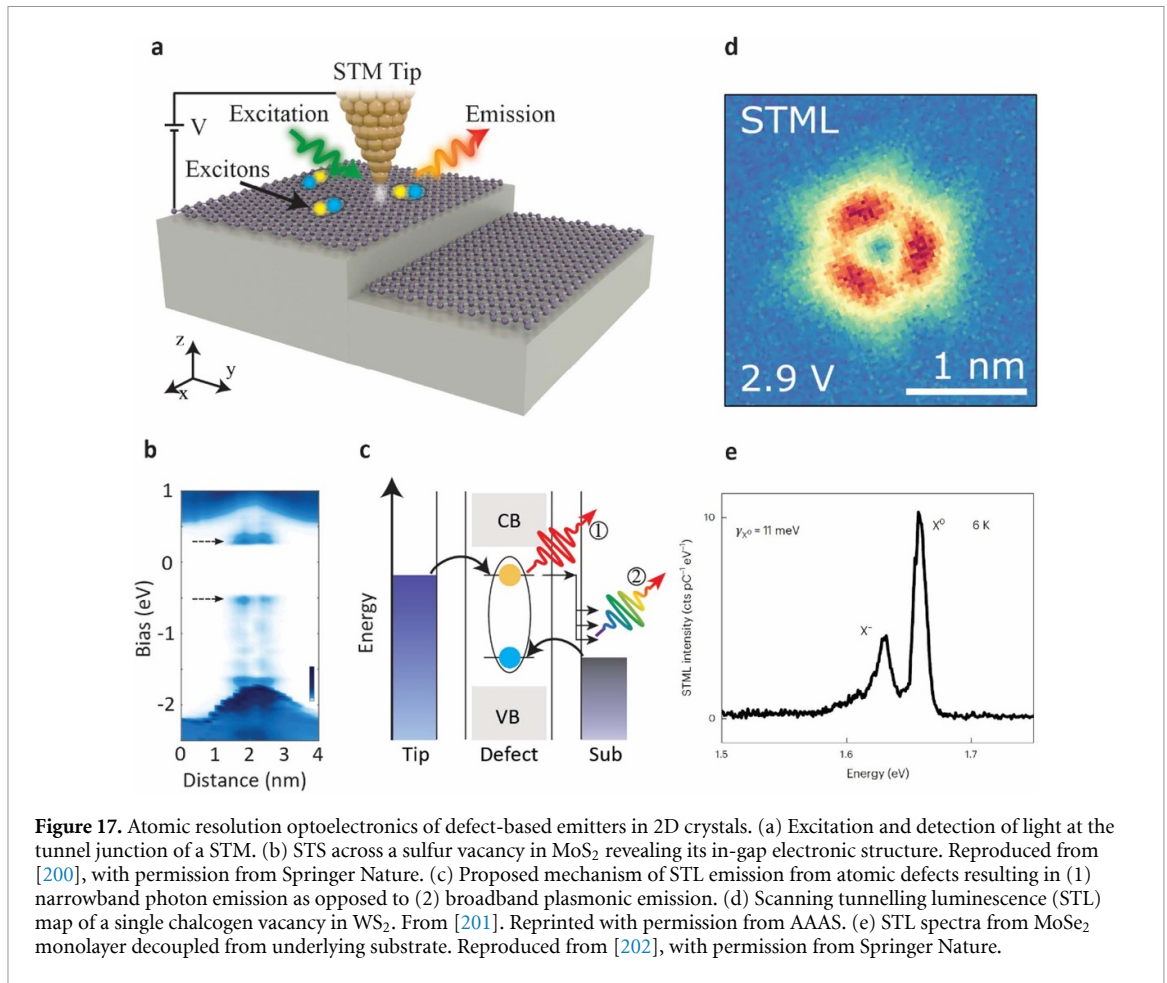 a
STM Tip
V
Excitation
Emission
Excitons
z
y
x
d
STML
2.9 V
1 nm
b
1
0
-1
-2
Bias (eV)
0 1 2 3 4
Distance (nm)
c
Energy
CB
①
②
VB
Tip
Defect
Sub
e
STML intensity (cts pC⁻¹ eV⁻¹)
10
0
γX⁰ = 11 meV
X⁰
6 K
X⁻
1.5
1.6
1.7
Energy (eV)
Figure 17. Atomic resolution optoelectronics of defect-based emitters in 2D crystals. (a) Excitation and detection of light at the
tunnel junction of a STM. (b) STS across a sulfur vacancy in MoS₂ revealing its in-gap electronic structure. Reproduced from
[200], with permission from Springer Nature. (c) Proposed mechanism of STL emission from atomic defects resulting in (1)
narrowband photon emission as opposed to (2) broadband plasmonic emission. (d) Scanning tunnelling luminescence (STL)
map of a single chalcogen vacancy in WS₂. From [201]. Reprinted with permission from AAAS. (e) STL spectra from MoSe₂
monolayer decoupled from underlying substrate. Reproduced from [202], with permission from Springer Nature.